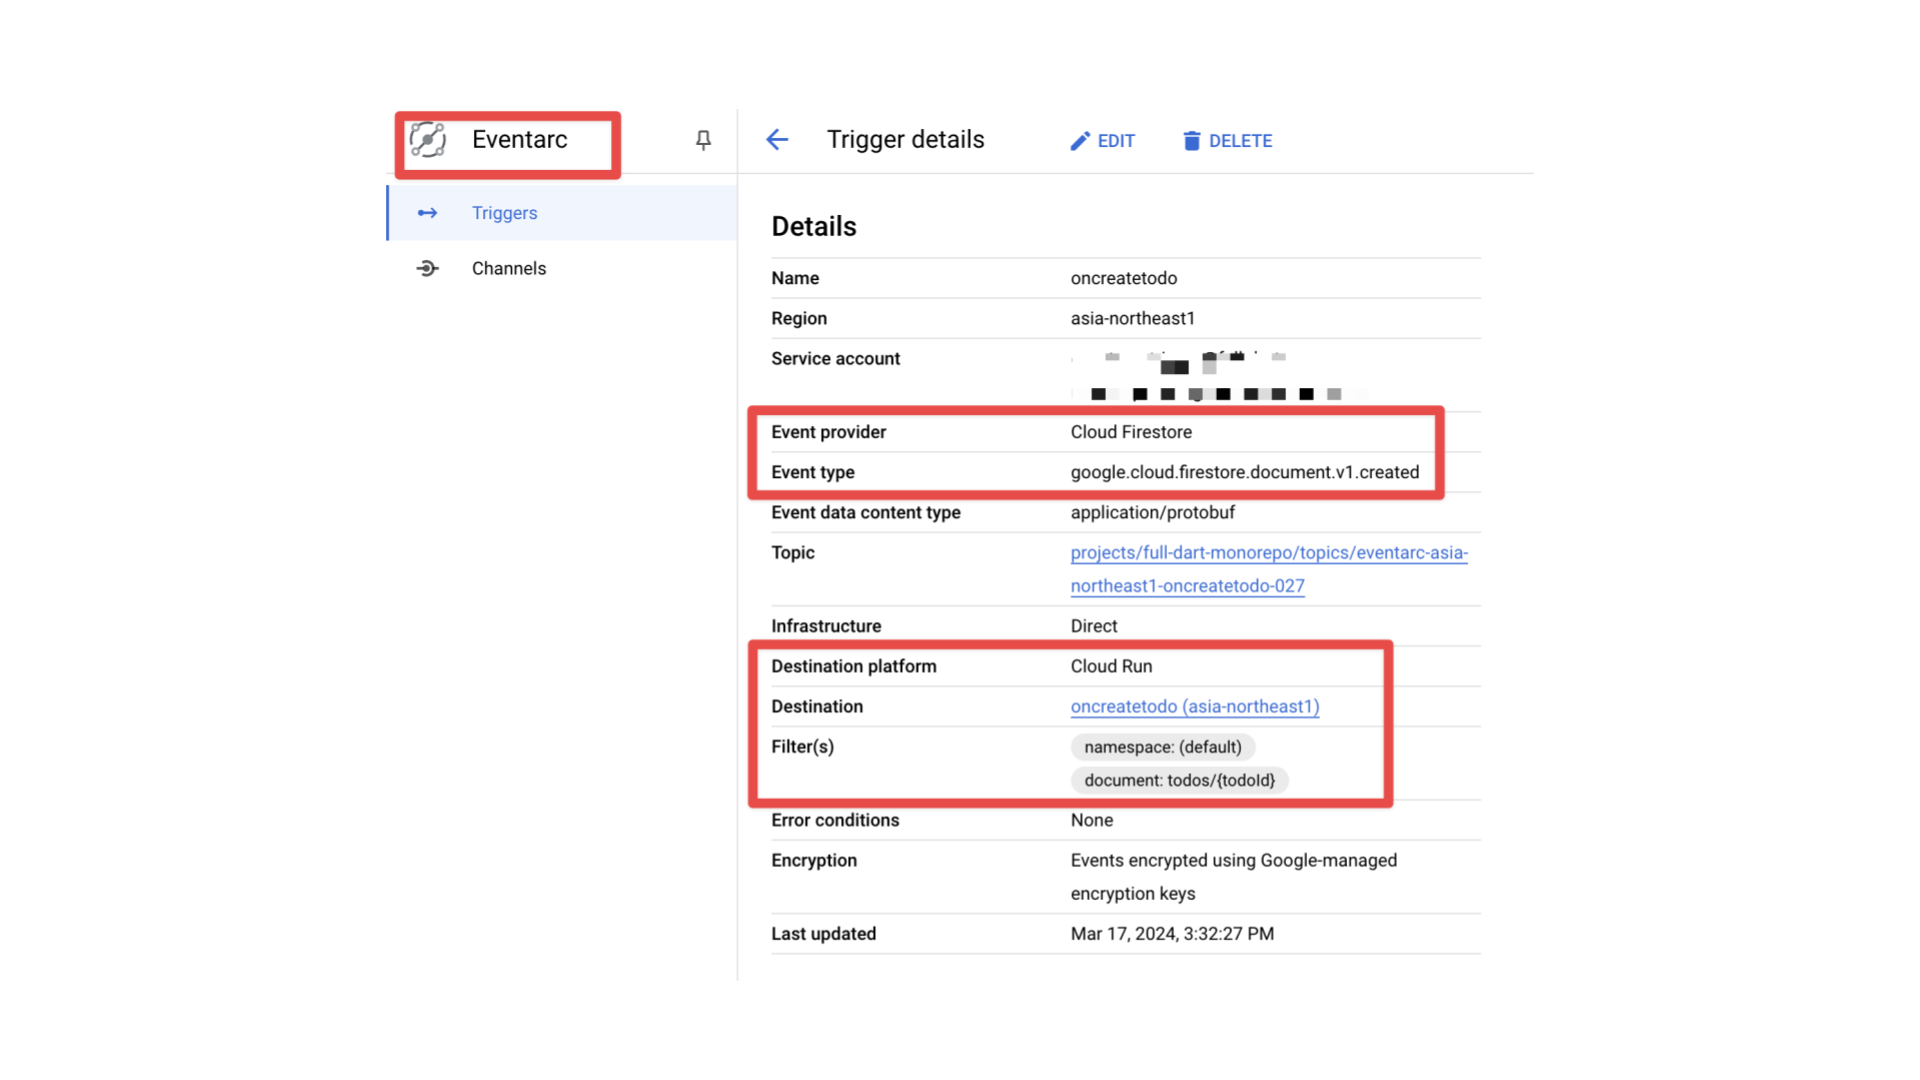 Eventarc
Triggers
Channels
Trigger details
EDIT
DELETE
Details
Name oncreatetodo
Region asia-northeast1
Service account
Event provider Cloud Firestore
Event type google.cloud.firestore.document.v1.created
Event data content type application/protobuf
Topic projects/full-dart-monorepo/topics/eventarc-asia-
northeast1-oncreatetodo-027
Infrastructure Direct
Destination platform Cloud Run
Destination oncreatetodo (asia-northeast1)
Filter(s) namespace: (default)
document: todos/{todoId}
Error conditions None
Encryption Events encrypted using Google-managed
encryption keys
Last updated Mar 17, 2024, 3:32:27 PM